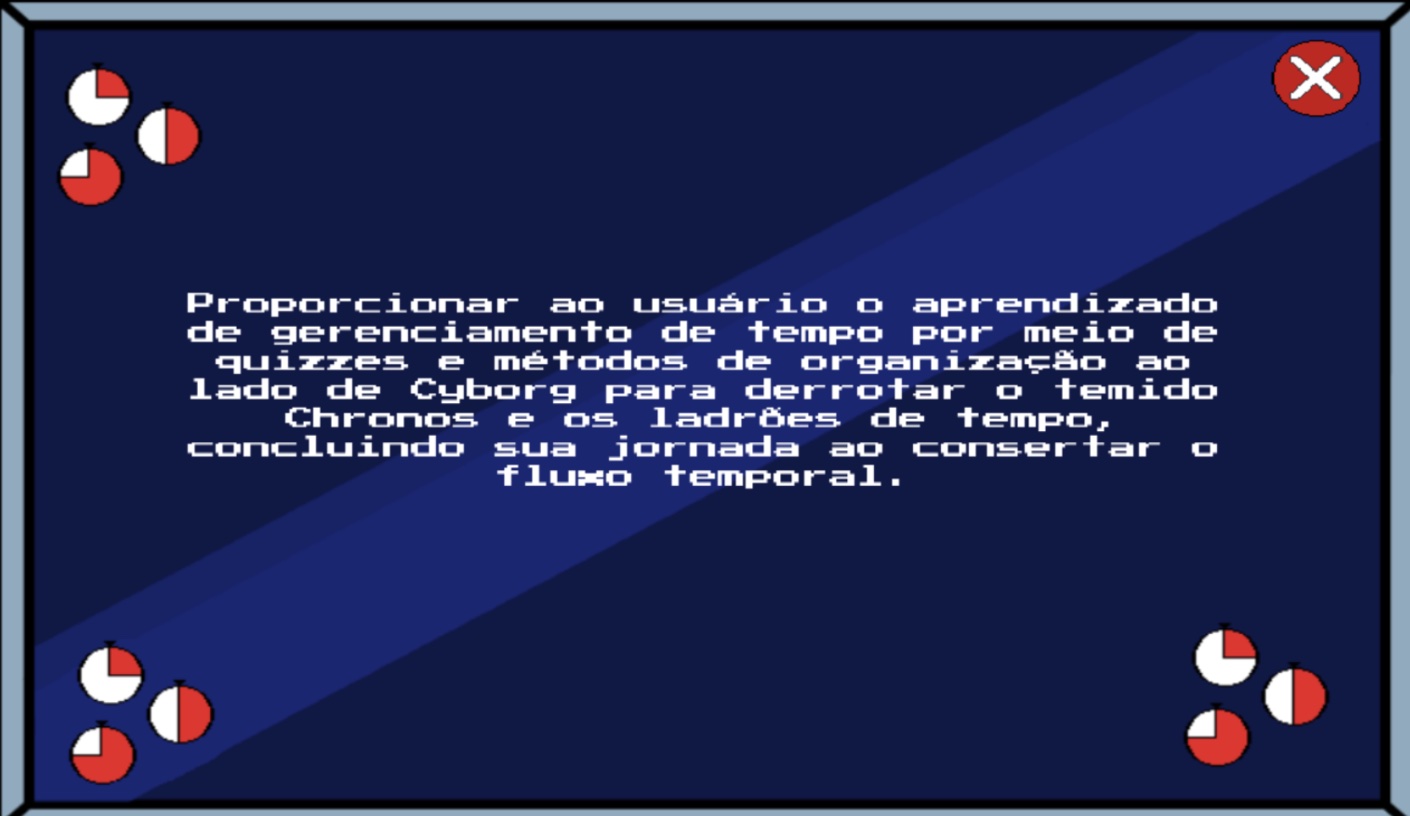 Proporcionar ao usuário o aprendizado
de gerenciamento de tempo por meio de
quizzes e métodos de organização ao
lado de Cyborg para derrotar o temido
Chronos e os ladrões de tempo,
concluindo sua jornada ao consertar o
fluxo temporal.